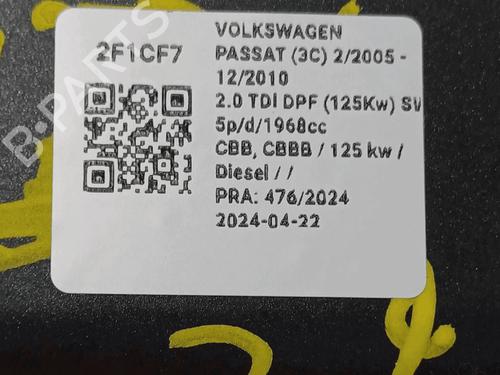 2F1CF7
VOLKSWAGEN
PASSAT (3C) 2/2005 -
12/2010
2.0 TDI DPF (125Kw) SW
5p/d/1968cc
CBB, CBBB / 125 kw /
Diesel / /
PRA: 476/2024
2024-04-22
B-PARTS